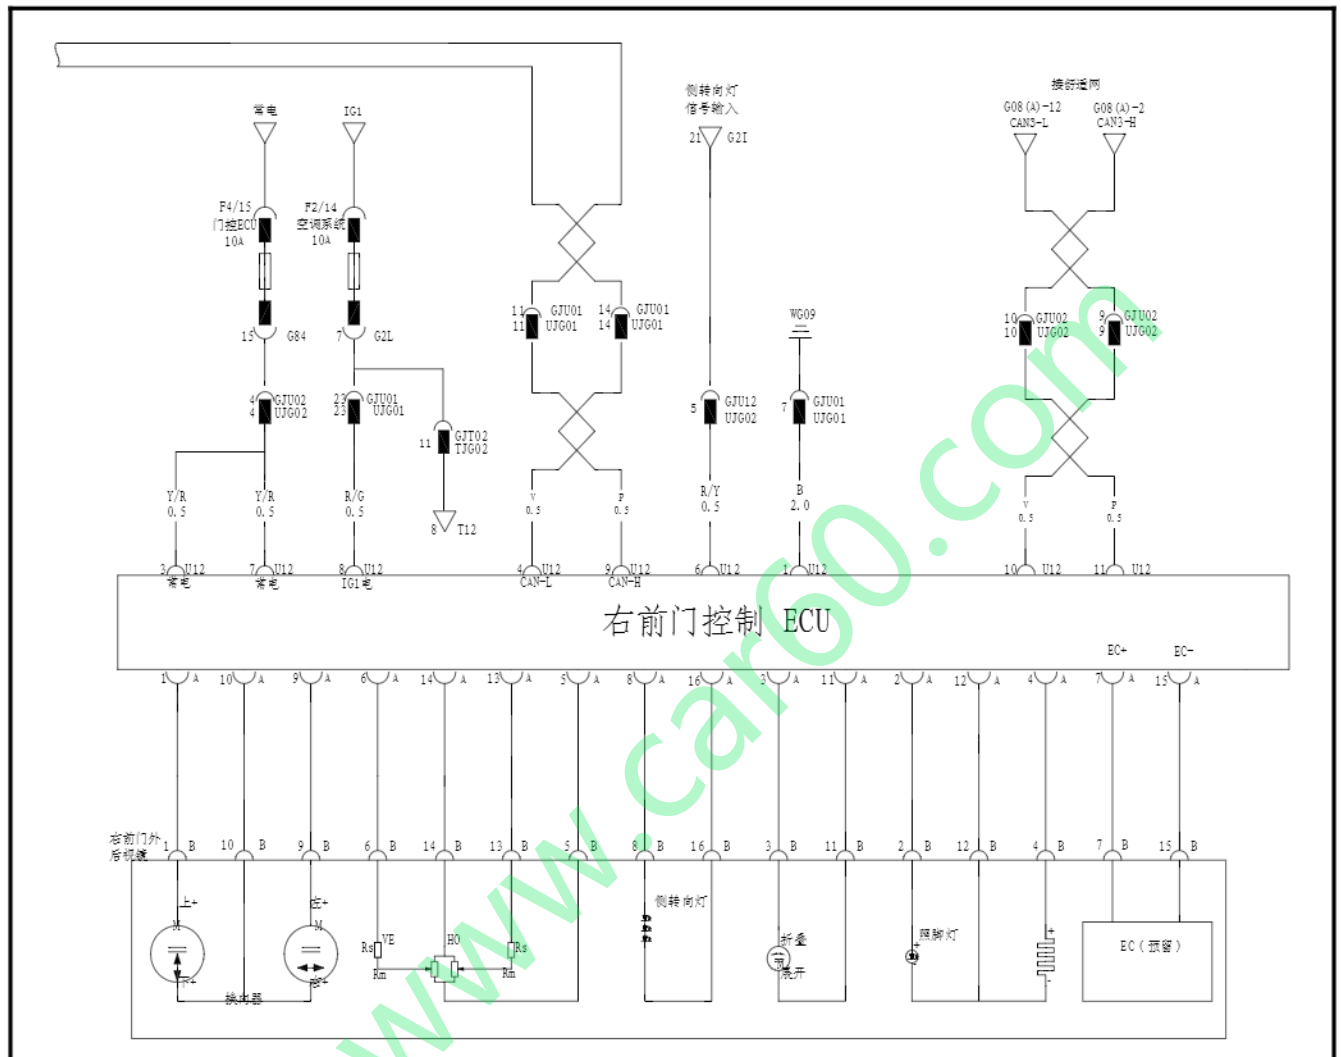 接衍通网
侧转向灯
信号输入
G08(A)-12
CAN3-L
G08(A)-2
CAN3-H
常电
IG1
21
G2I
F4/15
门控ECU
10A
F2/14
空调系统
10A
11
GJU01
11
UJG01
14
GJU01
14
UJG01
WG09
10
GJU02
10
UJG02
9
GJU02
9
UJG02
15
G84
7
G2L
4
GJU02
4
UJG02
23
GJU01
23
UJG01
5
GJU12
UJG02
7
GJU01
UJG01
11
GJT02
TJG02
Y/R
0.5
Y/R
0.5
R/G
0.5
8
T12
V
0.5
P
0.5
R/Y
0.5
B
2.0
V
0.5
P
0.5
3
U12
常电
7
U12
常电
8
U12
IG1电
4
U12
CAN-L
9
U12
CAN-H
6
U12
1
U12
10
U12
11
U12
右前门控制 ECU
EC+
EC-
1 A
10 A
9 A
6 A
14 A
13 A
5 A
8 A
16 A
3 A
11 A
2 A
12 A
4 A
7 A
15 A
右前门外
后视镜
1 B
10 B
9 B
6 B
14 B
13 B
5 B
8 B
16 B
3 B
11 B
2 B
12 B
4 B
7 B
15 B
上+
M
下+
左+
M
右+
换向器
Rs
VE
Rm
HO
Rs
Rm
侧转向灯
折叠
展开
照脚灯
+
+
-
EC(预留)
www.car60.com